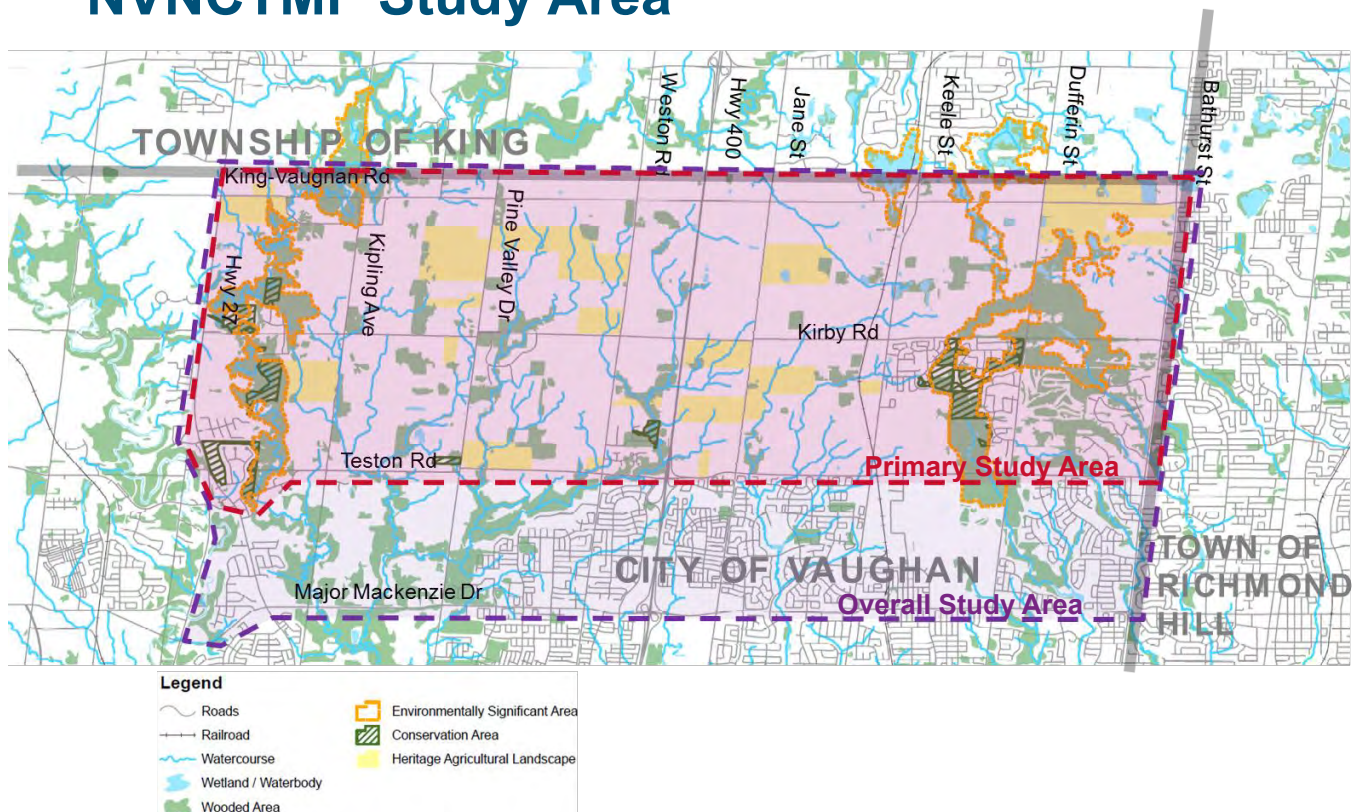 NVNCTMP Study Area
TOWNSHIP OF KING
King-Vaughan Rd
Hwy 27
Kipling Ave
Pine Valley Dr
Weston Rd
Hwy 400
Jane St
Keele St
Dufferin St
Bathurst St
Kirby Rd
Teston Rd
Primary Study Area
CITY OF VAUGHAN
Major Mackenzie Dr
Overall Study Area
TOWN OF
RICHMOND
HILL
Legend
Roads
Railroad
Watercourse
Wetland / Waterbody
Wooded Area
Environmentally Significant Area
Conservation Area
Heritage Agricultural Landscape